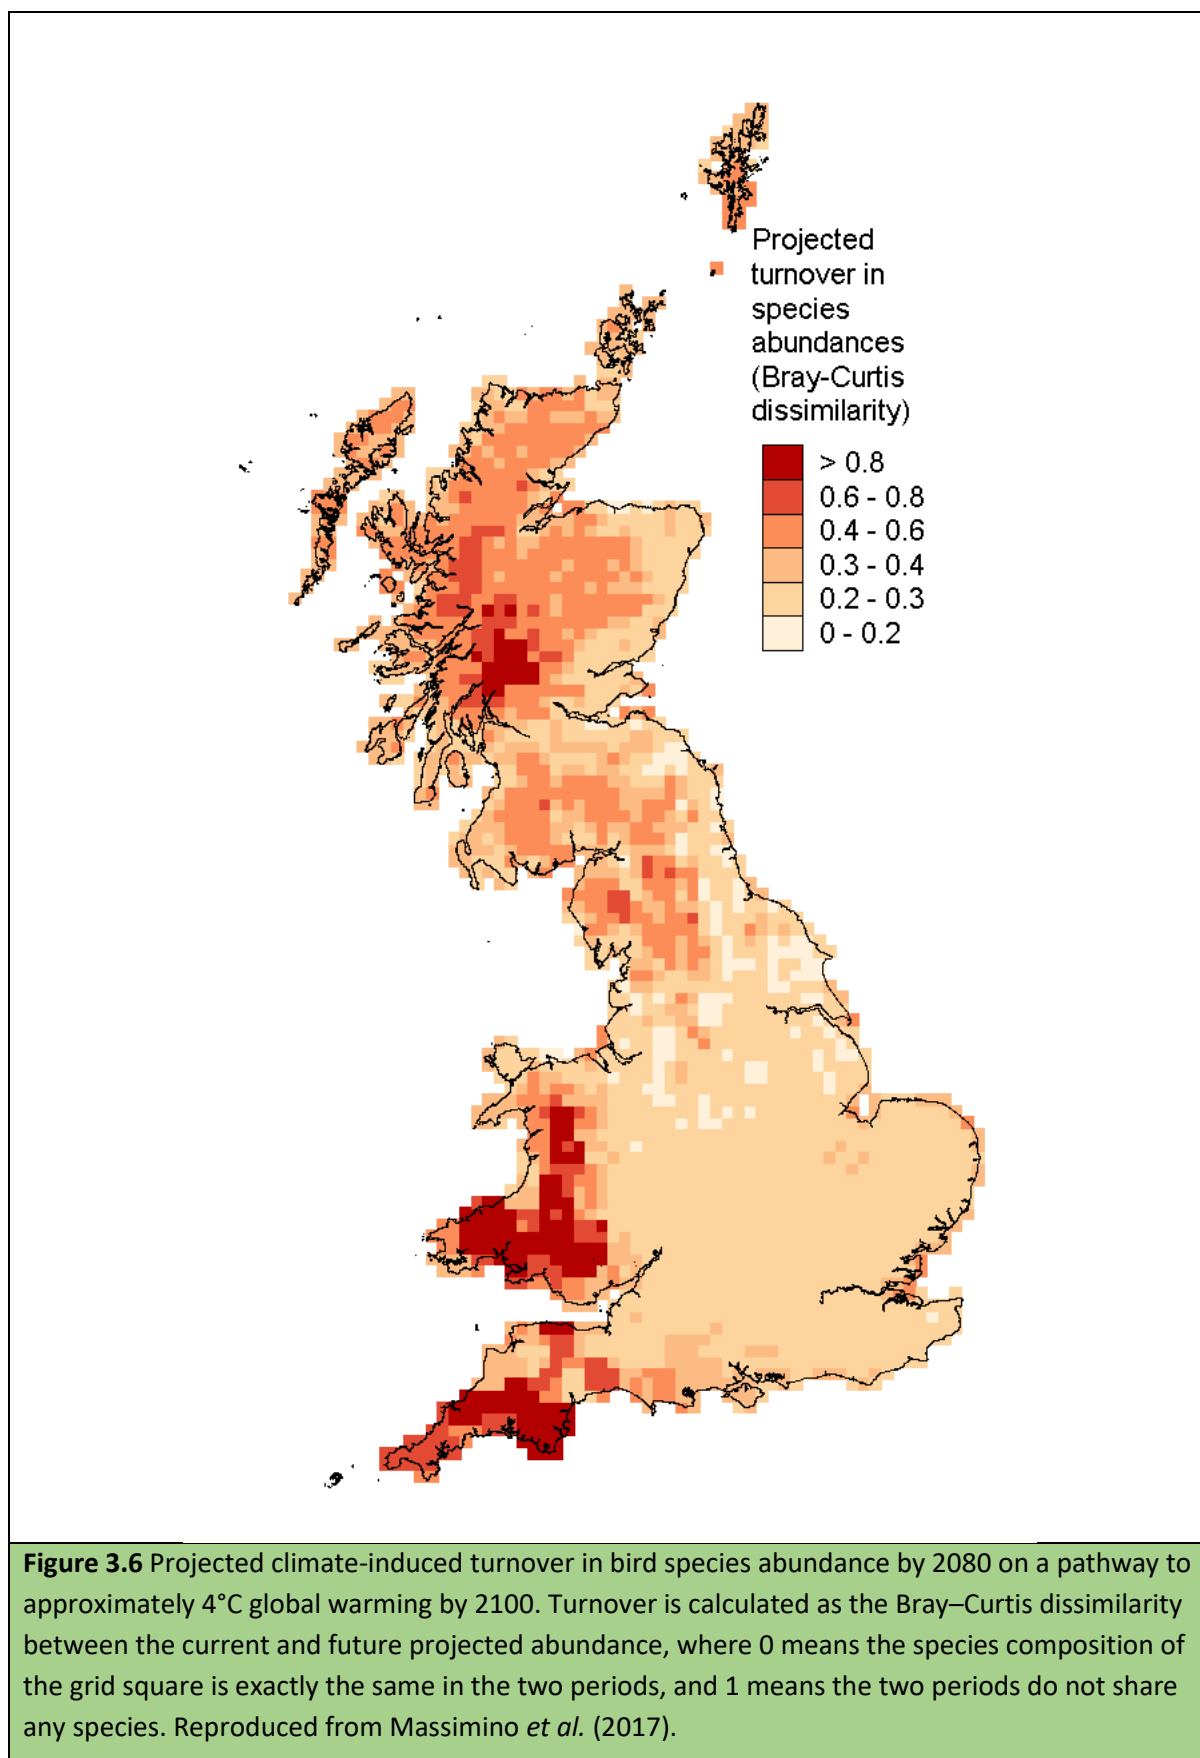 Projected
turnover in
species
abundances
(Bray-Curtis
dissimilarity)
> 0.8
0.6 - 0.8
0.4 - 0.6
0.3 - 0.4
0.2 - 0.3
0 - 0.2
Figure 3.6 Projected climate-induced turnover in bird species abundance by 2080 on a pathway to
approximately 4°C global warming by 2100. Turnover is calculated as the Bray–Curtis dissimilarity
between the current and future projected abundance, where 0 means the species composition of
the grid square is exactly the same in the two periods, and 1 means the two periods do not share
any species. Reproduced from Massimino et al. (2017).